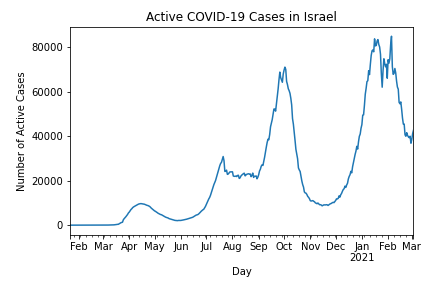 Active COVID-19 Cases in Israel
80000
60000
40000
20000
0
Number of Active Cases
Feb Mar Apr May Jun Jul Aug Sep Oct Nov Dec Jan Feb Mar
2021
Day